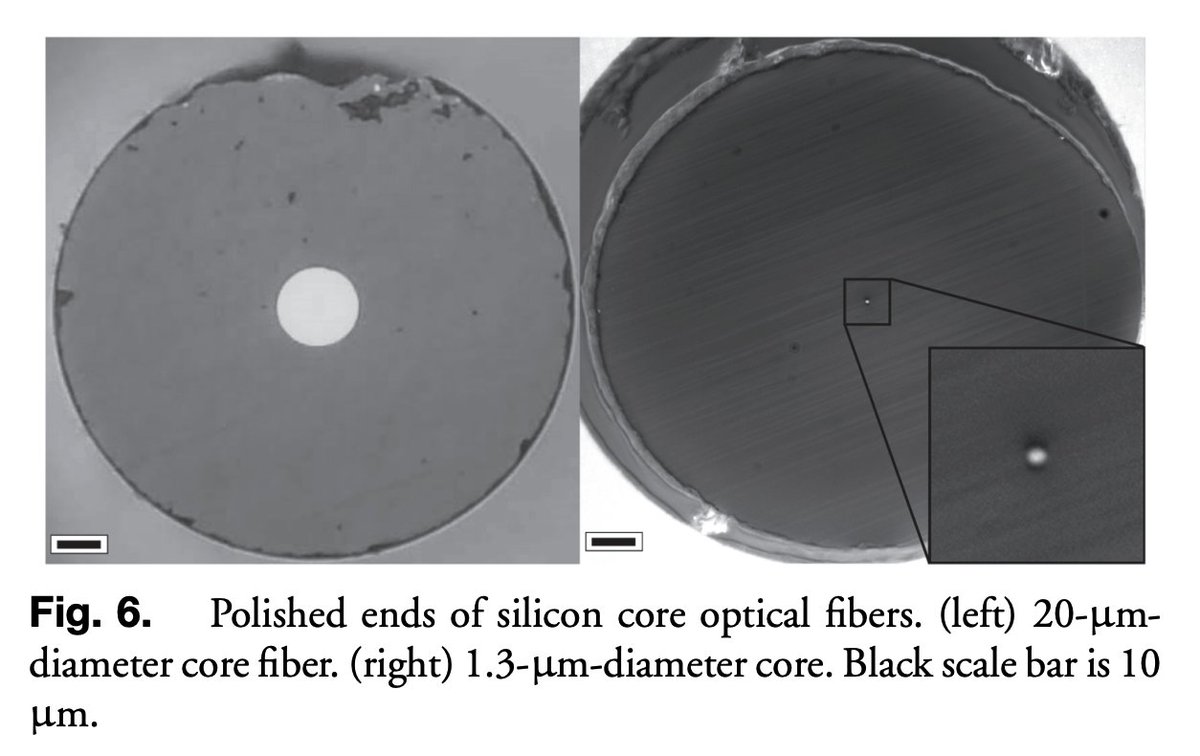 Fig. 6. Polished ends of silicon core optical fibers. (left) 20-μm-
diameter core fiber. (right) 1.3-μm-diameter core. Black scale bar is 10
μm.